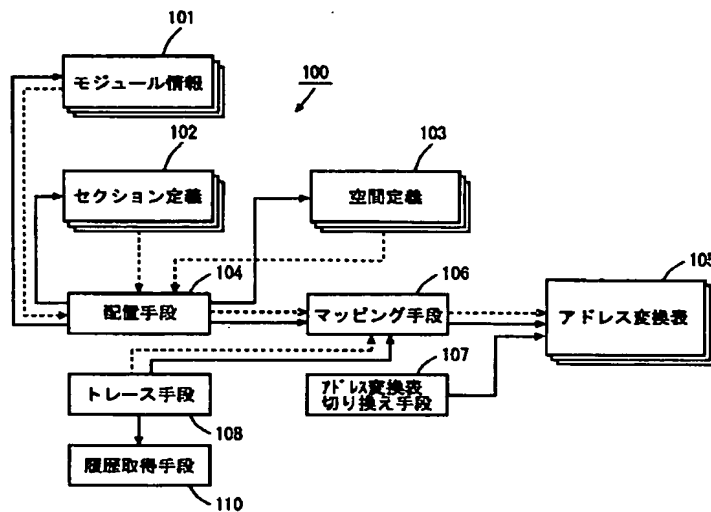 101
モジュール情報
100
102
セクション定義
103
空間定義
104
配置手段
106
マッピング手段
105
アドレス変換表
107
アドレス変換表
切り換え手段
トレース手段
108
履歴取得手段
110